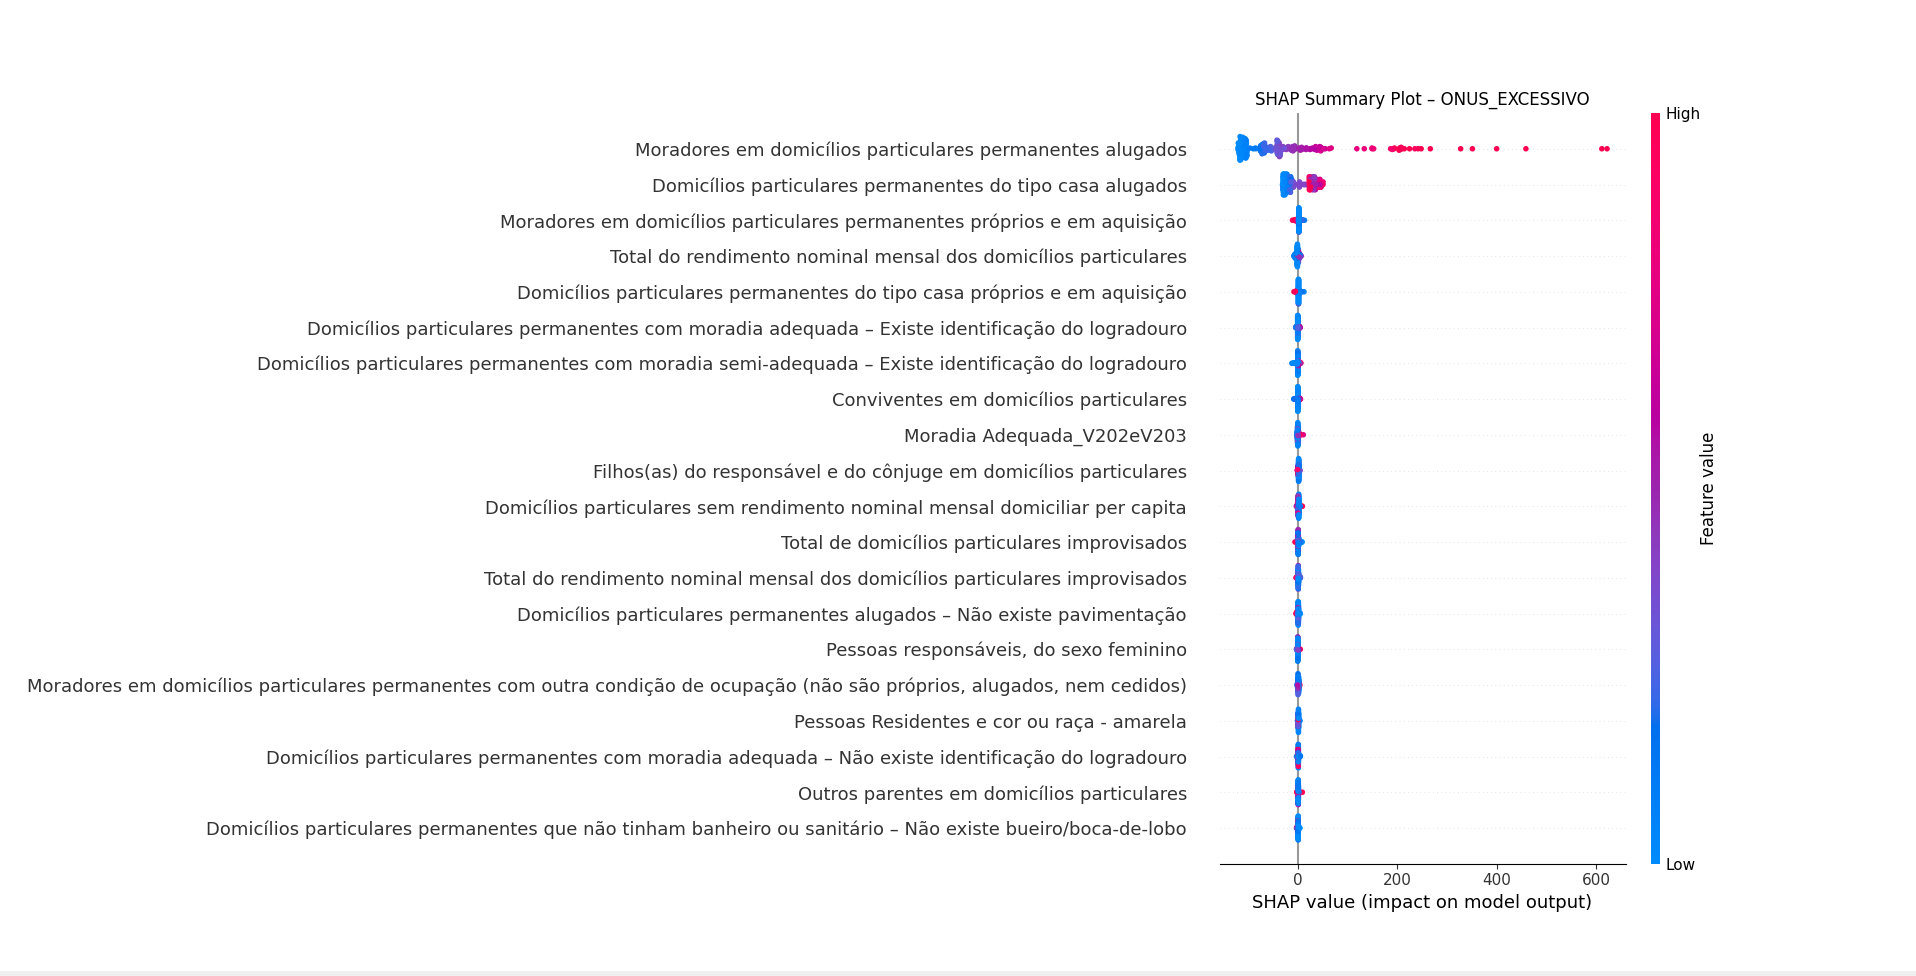 SHAP Summary Plot – ONUS_EXCESSIVO
High
Moradores em domicílios particulares permanentes alugados
Domicílios particulares permanentes do tipo casa alugados
Moradores em domicílios particulares permanentes próprios e em aquisição
Total do rendimento nominal mensal dos domicílios particulares
Domicílios particulares permanentes do tipo casa próprios e em aquisição
Domicílios particulares permanentes com moradia adequada – Existe identificação do logradouro
Domicílios particulares permanentes com moradia semi-adequada – Existe identificação do logradouro
Conviventes em domicílios particulares
Moradia Adequada_V202eV203
Filhos(as) do responsável e do cônjuge em domicílios particulares
Domicílios particulares sem rendimento nominal mensal domiciliar per capita
Total de domicílios particulares improvisados
Total do rendimento nominal mensal dos domicílios particulares improvisados
Domicílios particulares permanentes alugados – Não existe pavimentação
Pessoas responsáveis, do sexo feminino
Moradores em domicílios particulares permanentes com outra condição de ocupação (não são próprios, alugados, nem cedidos)
Pessoas Residentes e cor ou raça - amarela
Domicílios particulares permanentes com moradia adequada – Não existe identificação do logradouro
Outros parentes em domicílios particulares
Domicílios particulares permanentes que não tinham banheiro ou sanitário – Não existe bueiro/boca-de-lobo
Feature value
Low
0 200 400 600
SHAP value (impact on model output)